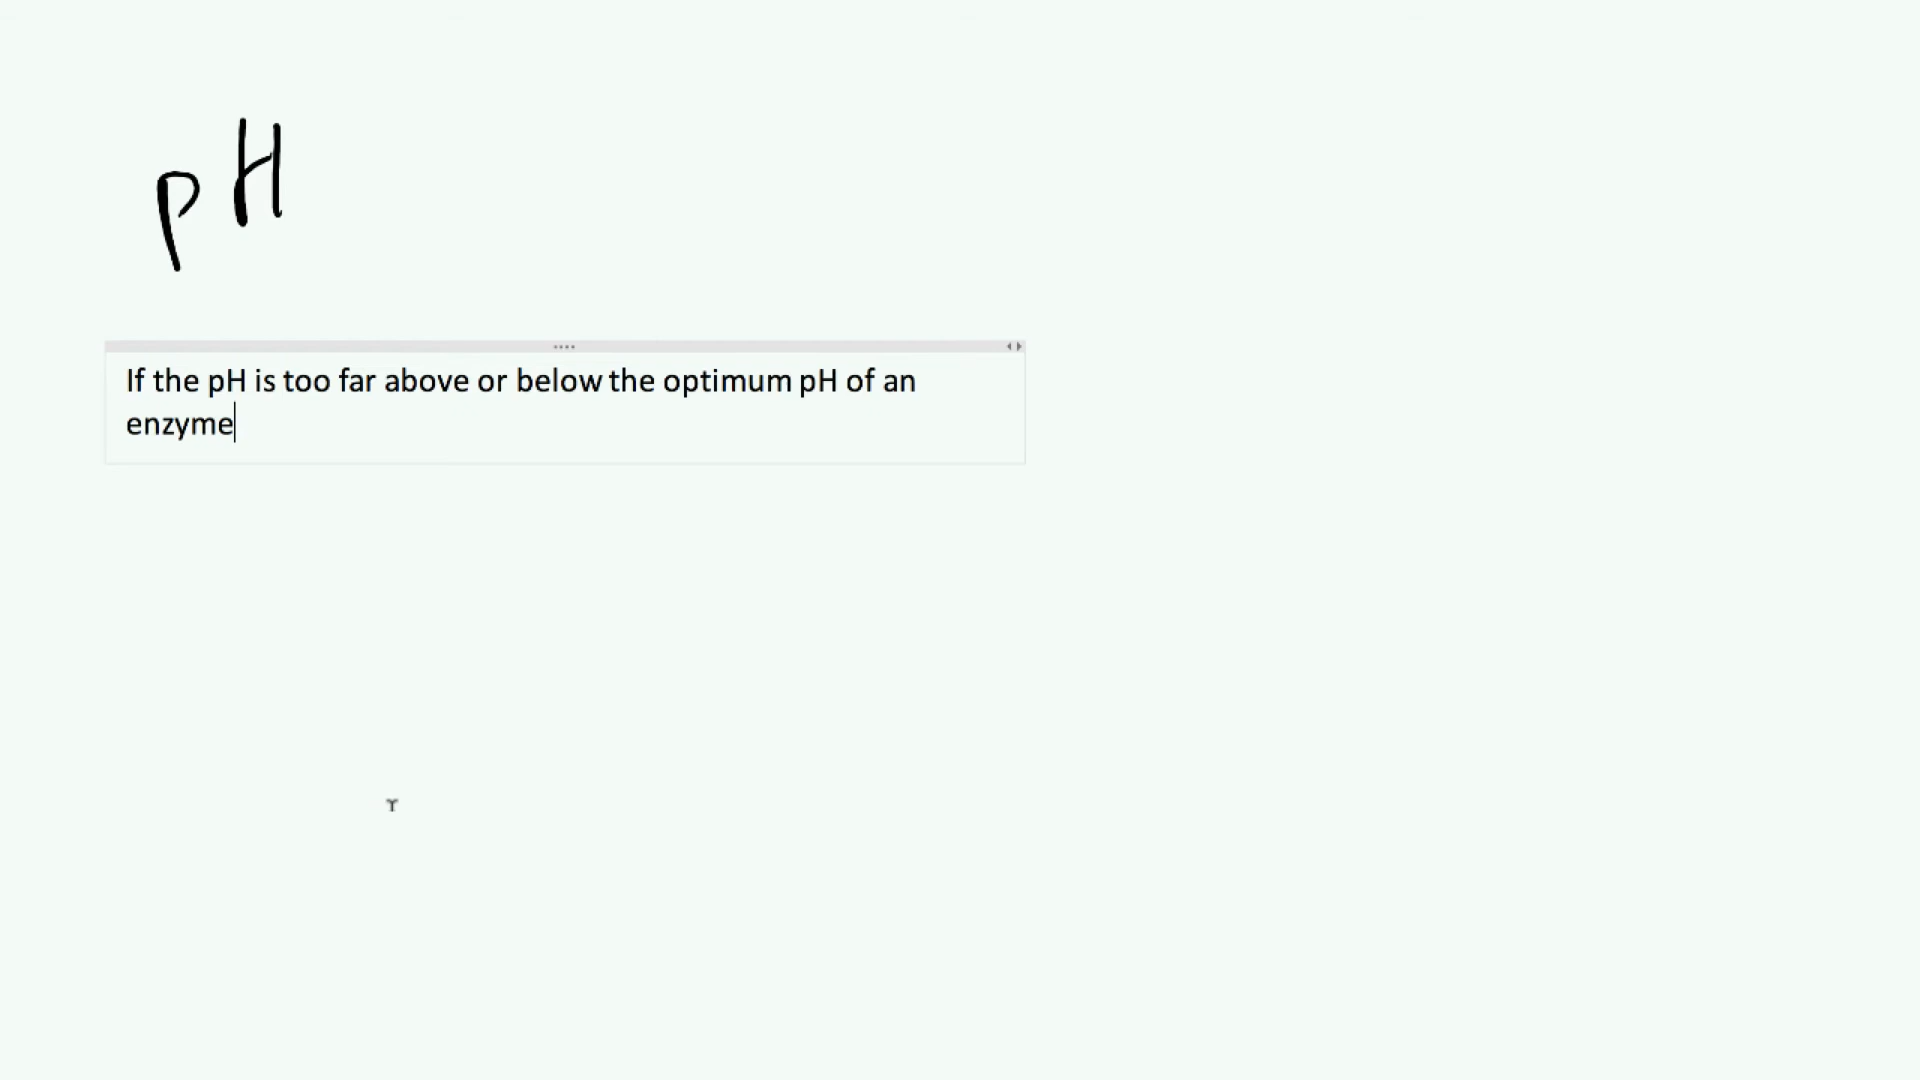 pH
If the pH is too far above or below the optimum pH of an
enzyme